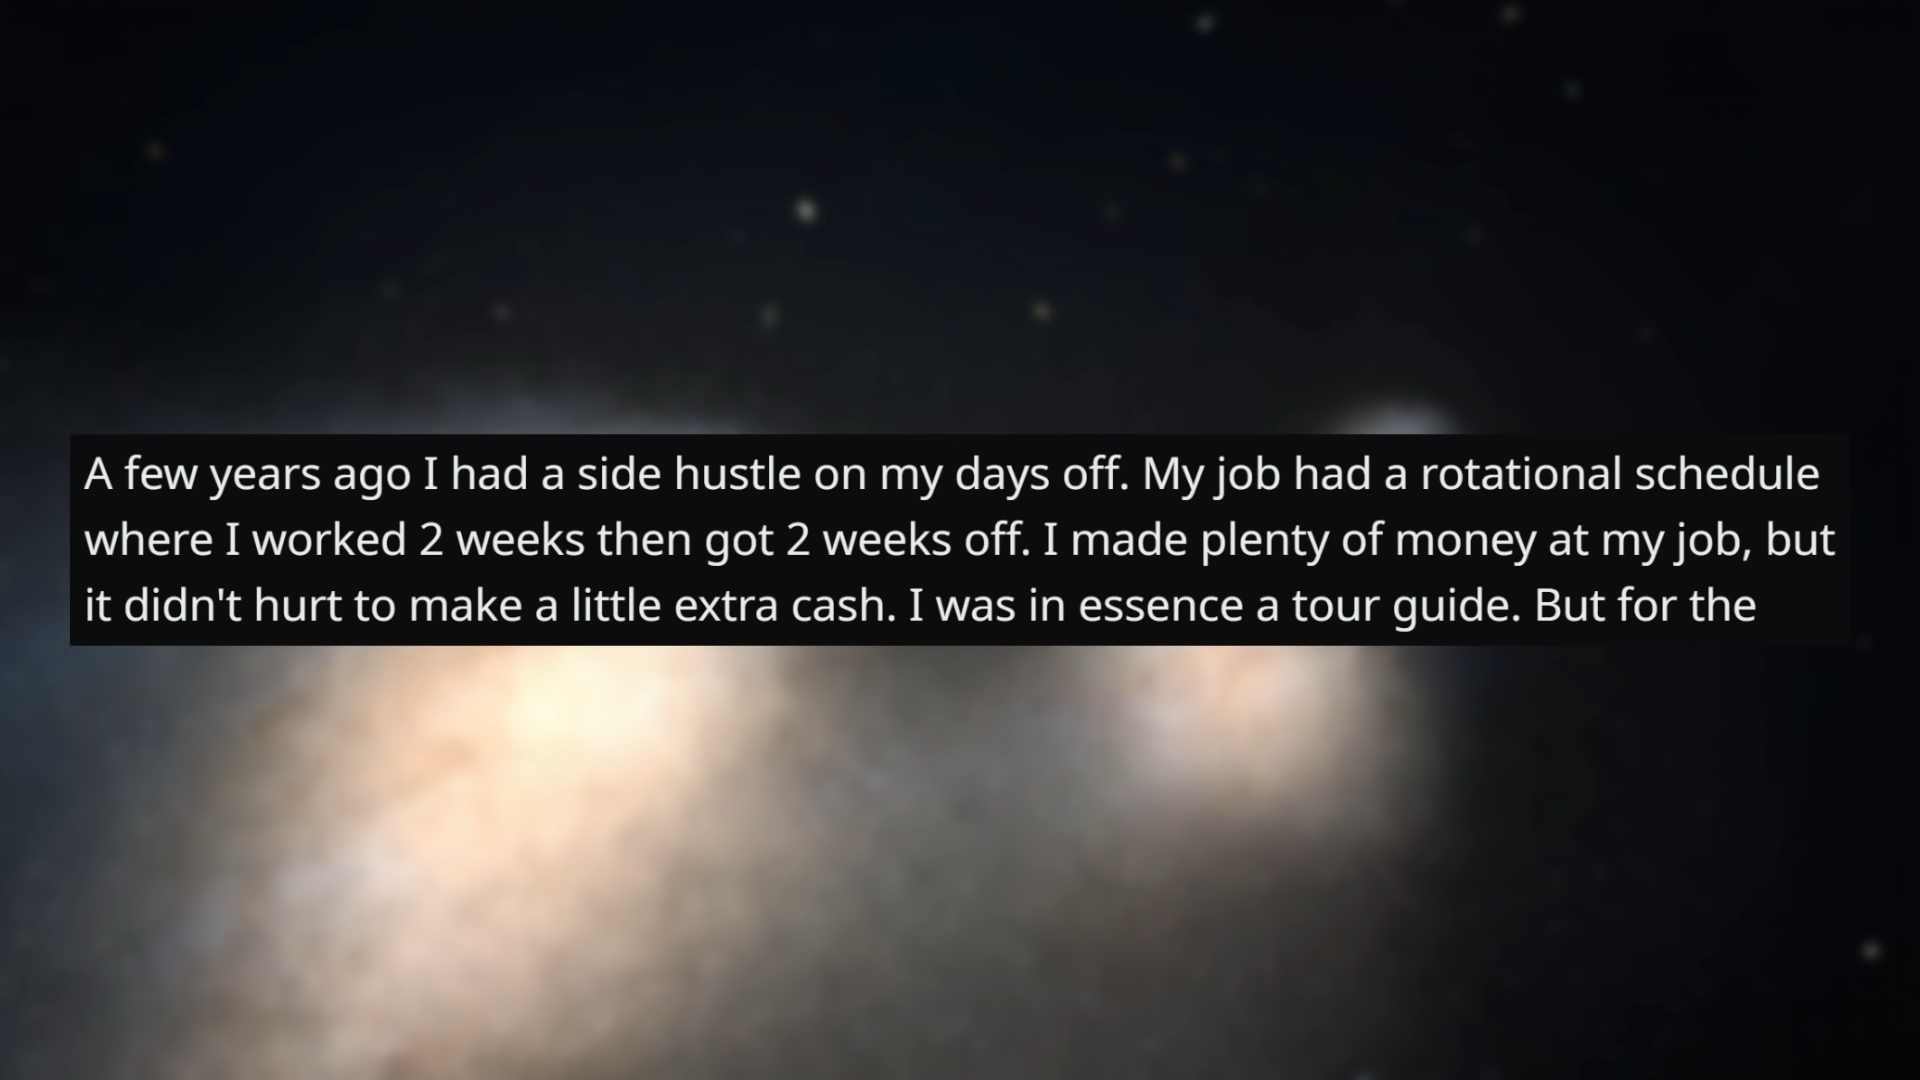 A few years ago I had a side hustle on my days off. My job had a rotational schedule
where I worked 2 weeks then got 2 weeks off. I made plenty of money at my job, but
it didn't hurt to make a little extra cash. I was in essence a tour guide. But for the